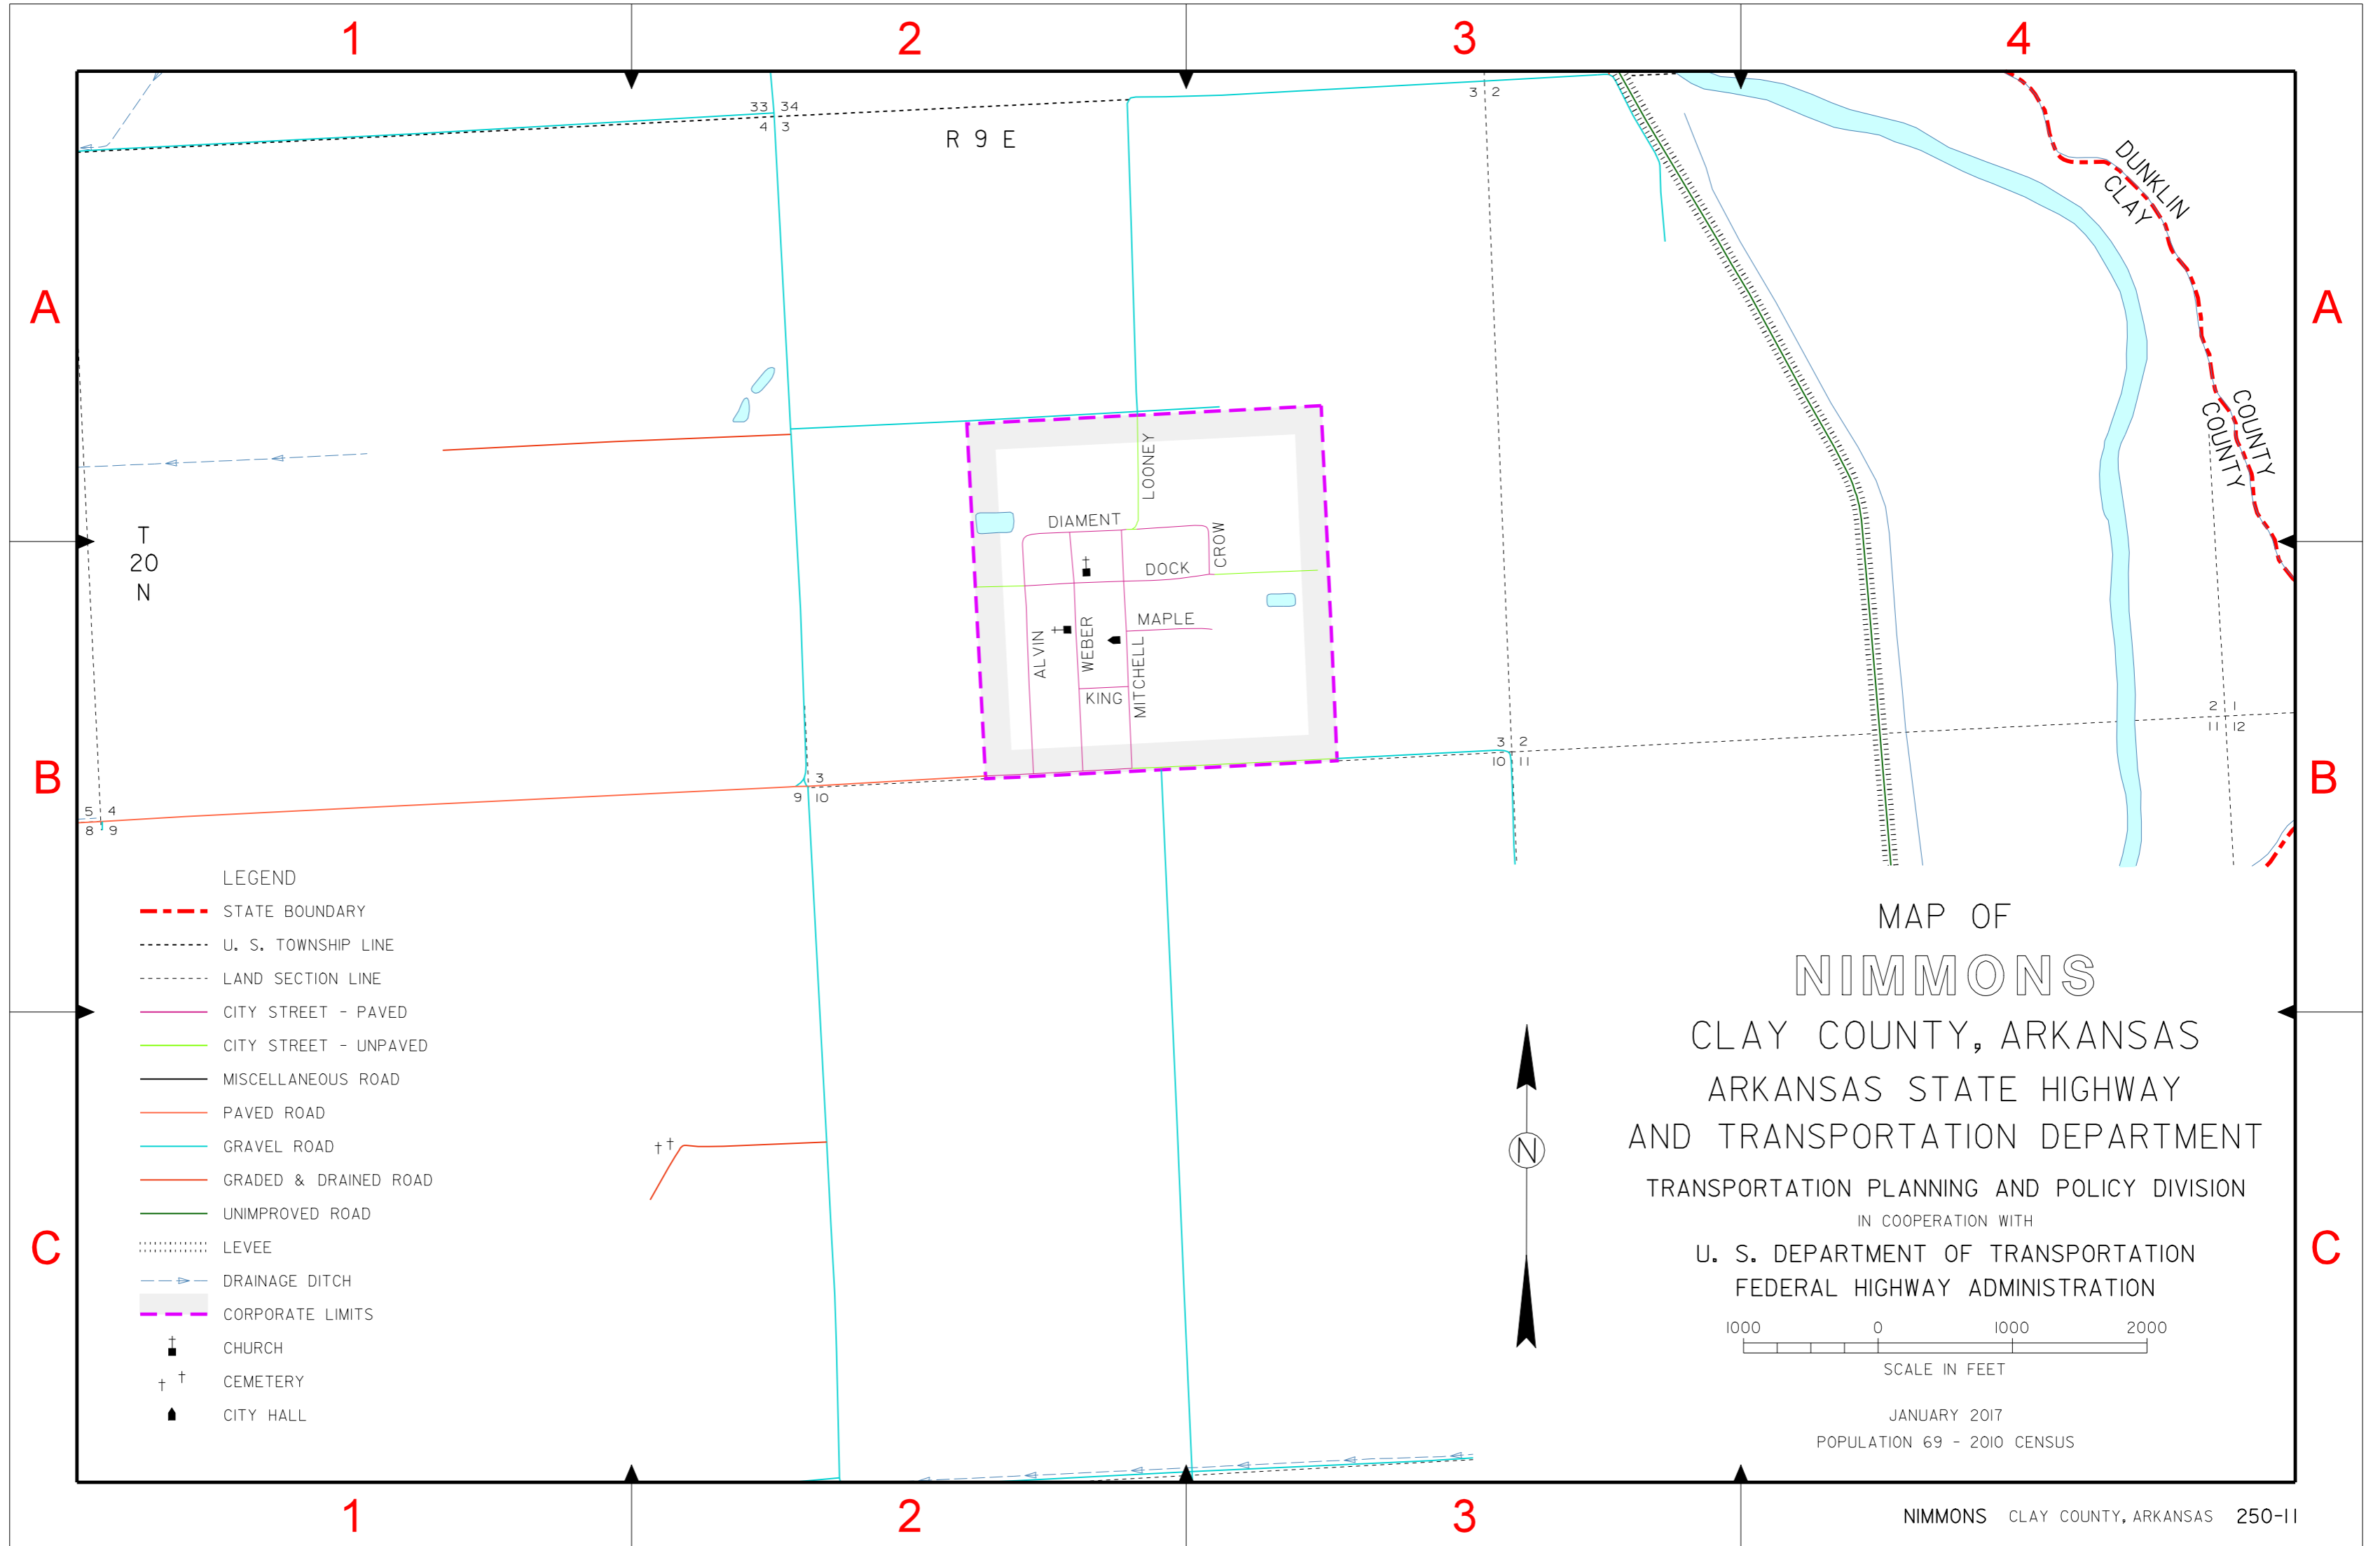 1 2 3 4
33 34
4 3
R 9 E
3 2
DUNKLIN
CLAY
A A
COUNTY
COUNTY
LOONEY
DIAMENT
CROW
T
20
N
DOCK
MAPLE
ALVIN
WEBER
MITCHELL
KING
2 1
11 12
3 2
10 11
B B
3
9 10
5 4
8 9
LEGEND
STATE BOUNDARY
U. S. TOWNSHIP LINE
LAND SECTION LINE
CITY STREET - PAVED
CITY STREET - UNPAVED
MISCELLANEOUS ROAD
PAVED ROAD
GRAVEL ROAD
GRADED & DRAINED ROAD
UNIMPROVED ROAD
LEVEE
DRAINAGE DITCH
CORPORATE LIMITS
CHURCH
CEMETERY
CITY HALL
MAP OF
NIMMONS
CLAY COUNTY, ARKANSAS
ARKANSAS STATE HIGHWAY
AND TRANSPORTATION DEPARTMENT
TRANSPORTATION PLANNING AND POLICY DIVISION
IN COOPERATION WITH
U. S. DEPARTMENT OF TRANSPORTATION
FEDERAL HIGHWAY ADMINISTRATION
N
C C
1000 0 1000 2000
SCALE IN FEET
JANUARY 2017
POPULATION 69 - 2010 CENSUS
1 2 3
NIMMONS CLAY COUNTY, ARKANSAS 250-11